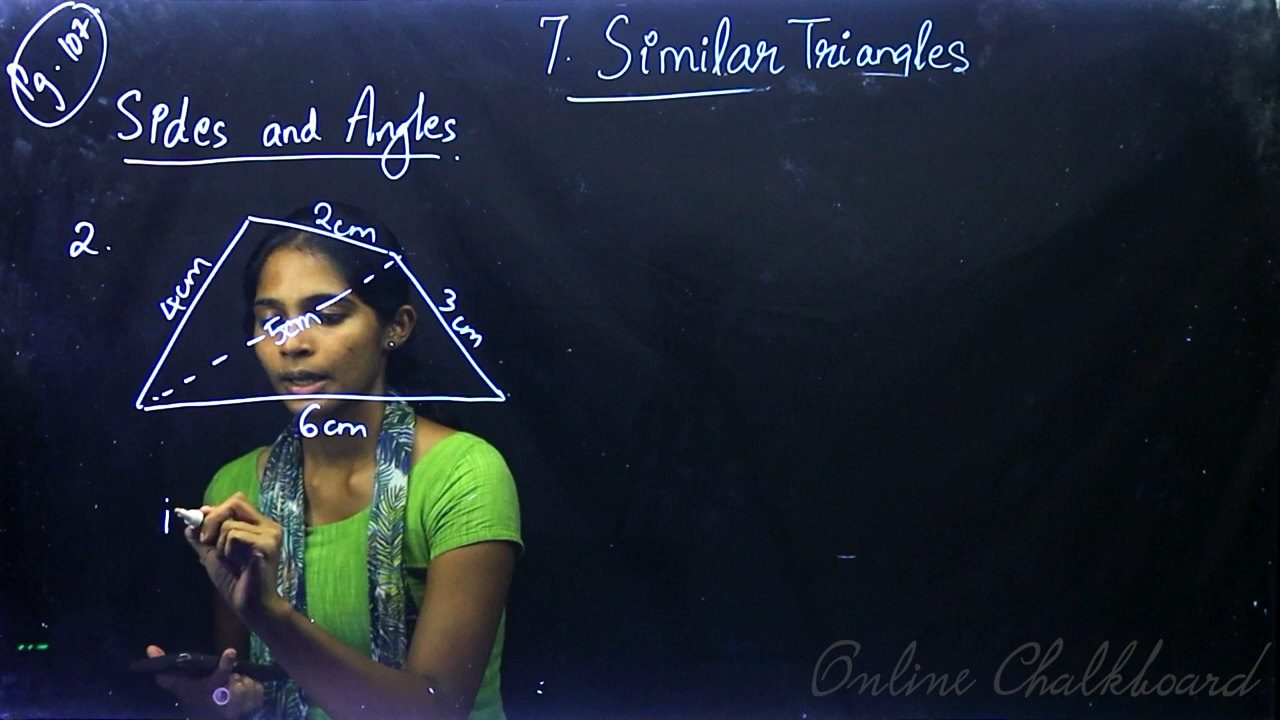 Pg. 107
7. Similar Triangles
Sides and Angles.
2.
2cm
4cm
5cm
3cm
6cm
i
Online Chalkboard